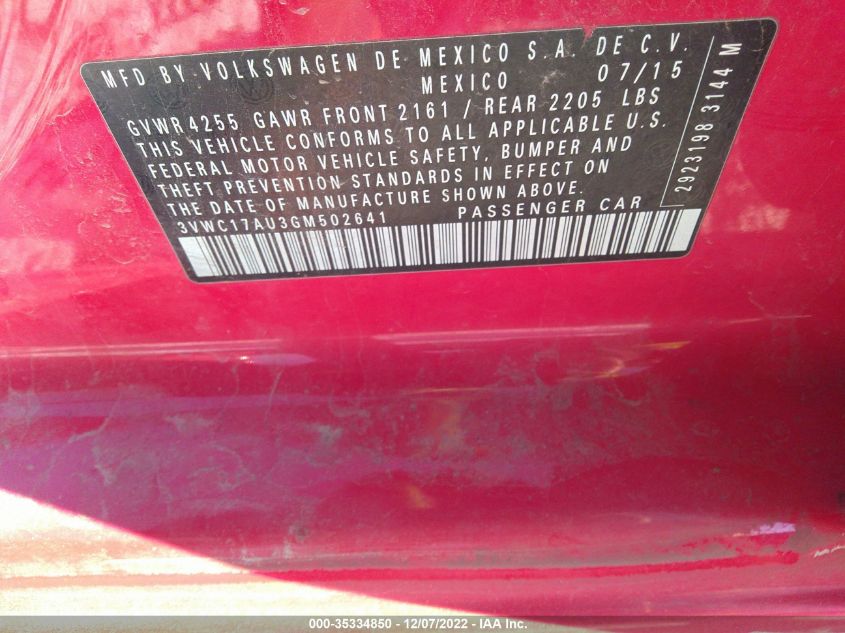 MFD BY VOLKSWAGEN DE MEXICO S.A. DE C.V.
MEXICO 07/15
GVWR 4255 GAWR FRONT 2161 / REAR 2205 LBS
THIS VEHICLE CONFORMS TO ALL APPLICABLE U.S.
FEDERAL MOTOR VEHICLE SAFETY, BUMPER AND
THEFT PREVENTION STANDARDS IN EFFECT ON
THE DATE OF MANUFACTURE SHOWN ABOVE.
3VWC17AU3GM502641 PASSENGER CAR
2923198 3144 M
000-35334850 - 12/07/2022 - IAA Inc.